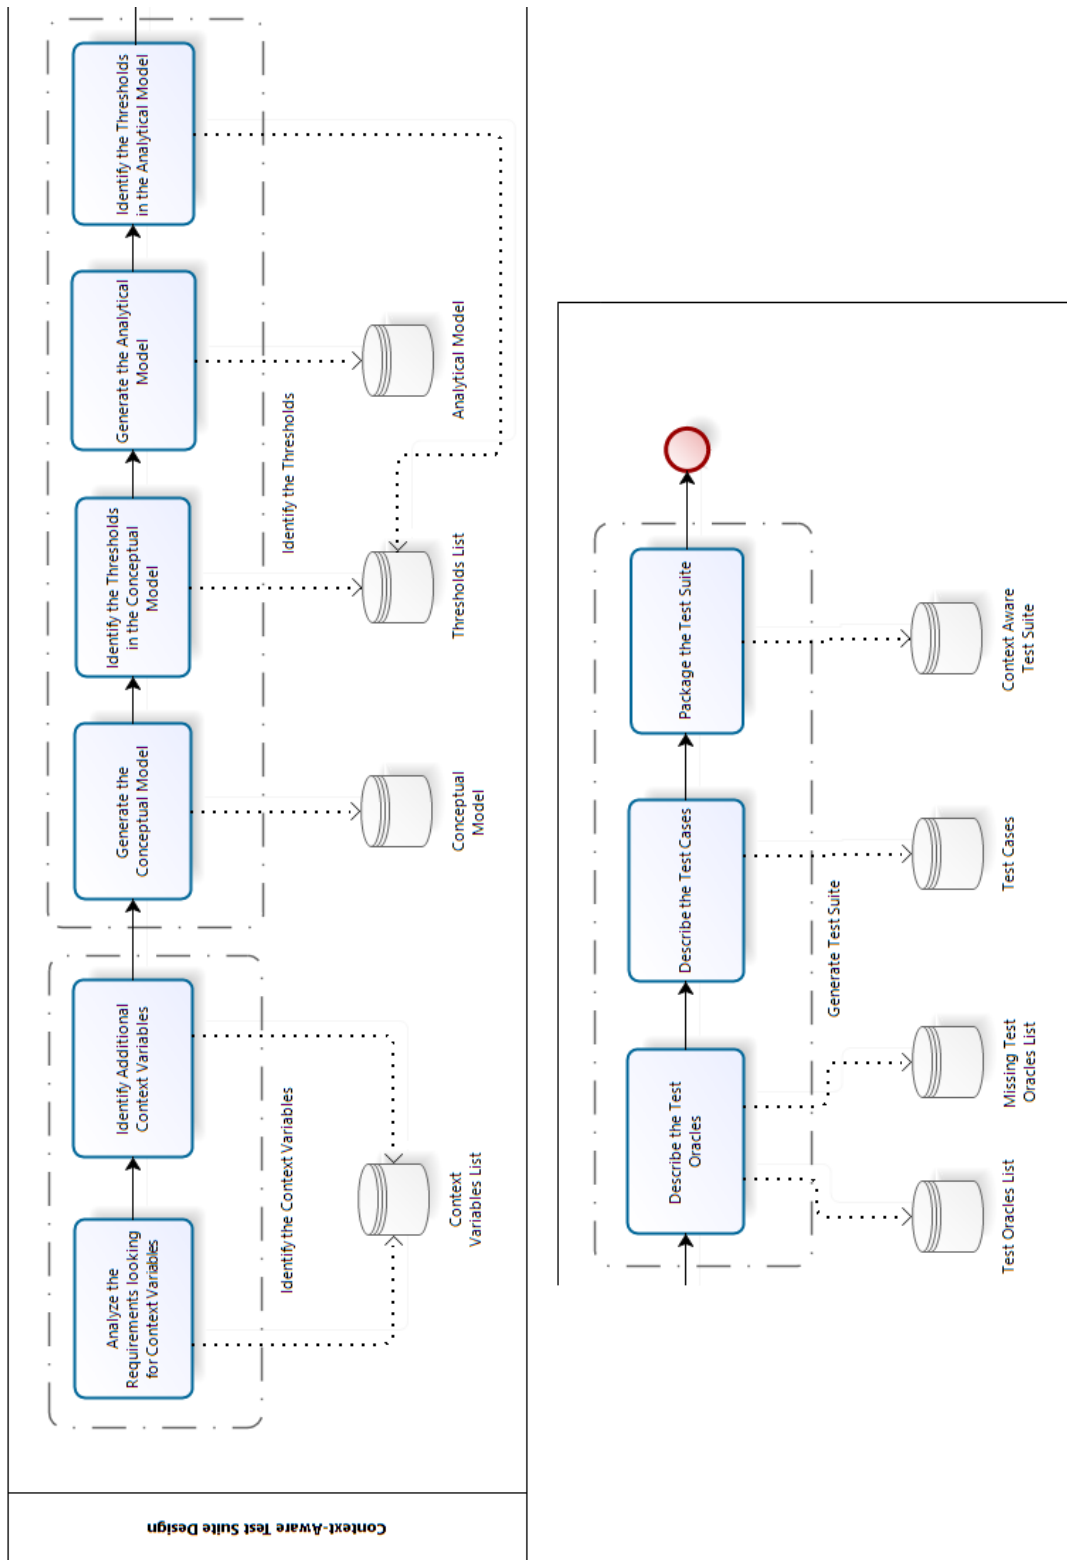 Context-Aware Test Suite Design
Analyze the
Requirements looking
for Context Variables
Identify Additional
Context Variables
Identify the Context Variables
Context
Variables List
Generate the
Conceptual Model
Identify the Thresholds
in the Conceptual
Model
Generate the Analytical
Model
Identify the Thresholds
in the Analytical Model
Identify the Thresholds
Conceptual
Model
Thresholds List
Analytical Model
Describe the Test
Oracles
Describe the Test Cases
Package the Test Suite
Generate Test Suite
Test Oracles List
Missing Test
Oracles List
Test Cases
Context Aware
Test Suite